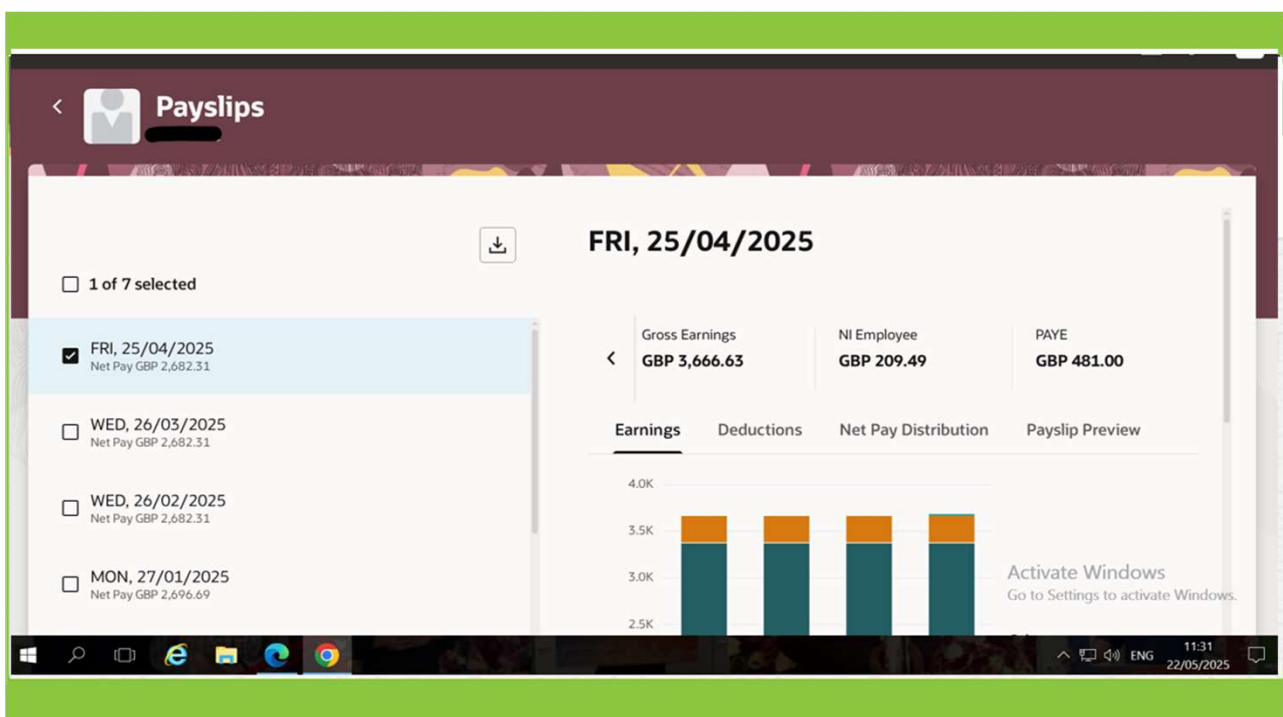 Payslips
FRI, 25/04/2025
1 of 7 selected
FRI, 25/04/2025
Net Pay GBP 2,682.31
WED, 26/03/2025
Net Pay GBP 2,682.31
WED, 26/02/2025
Net Pay GBP 2,682.31
MON, 27/01/2025
Net Pay GBP 2,696.69
Gross Earnings NI Employee PAYE
GBP 3,666.63 GBP 209.49 GBP 481.00
Earnings Deductions Net Pay Distribution Payslip Preview
4.0K
3.5K
3.0K
2.5K
Activate Windows
Go to Settings to activate Windows.
ENG 11:31
22/05/2025